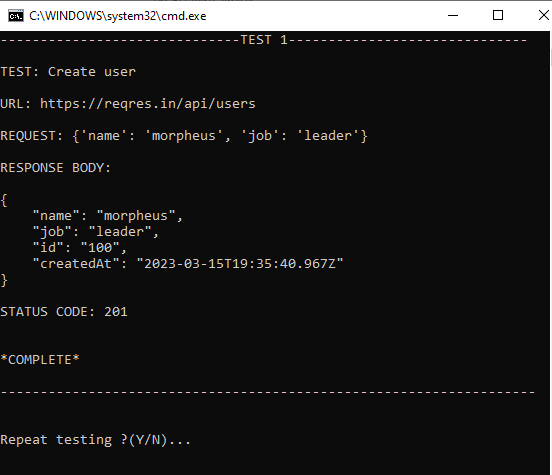 C:\WINDOWS\system32\cmd.exe
------------------------------TEST 1------------------------------
TEST: Create user
URL: https://reqres.in/api/users
REQUEST: {'name': 'morpheus', 'job': 'leader'}
RESPONSE BODY:
{
    "name": "morpheus",
    "job": "leader",
    "id": "100",
    "createdAt": "2023-03-15T19:35:40.967Z"
}
STATUS CODE: 201
*COMPLETE*
-------------------------------------------------------------------
Repeat testing ?(Y/N)...